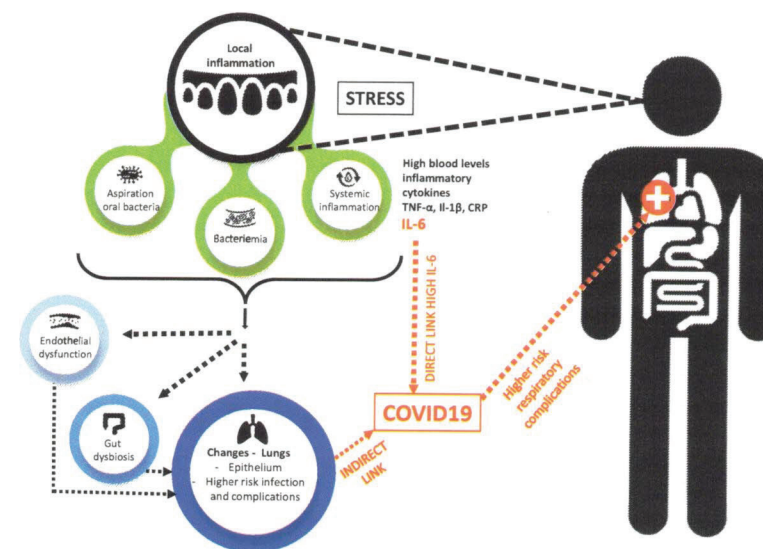 Local
inflammation
STRESS
Aspiration
oral bacteria
Bacteriemia
Systemic
inflammation
High blood levels
inflammatory
cytokines
TNF-α, Il-1β, CRP
IL-6
DIRECT LINK HIGH IL-6
Endothelial
dysfunction
Gut
dysbiosis
Changes - Lungs
- Epithelium
- Higher risk infection
and complications
INDIRECT
LINK
COVID19
Higher risk
respiratory
complications